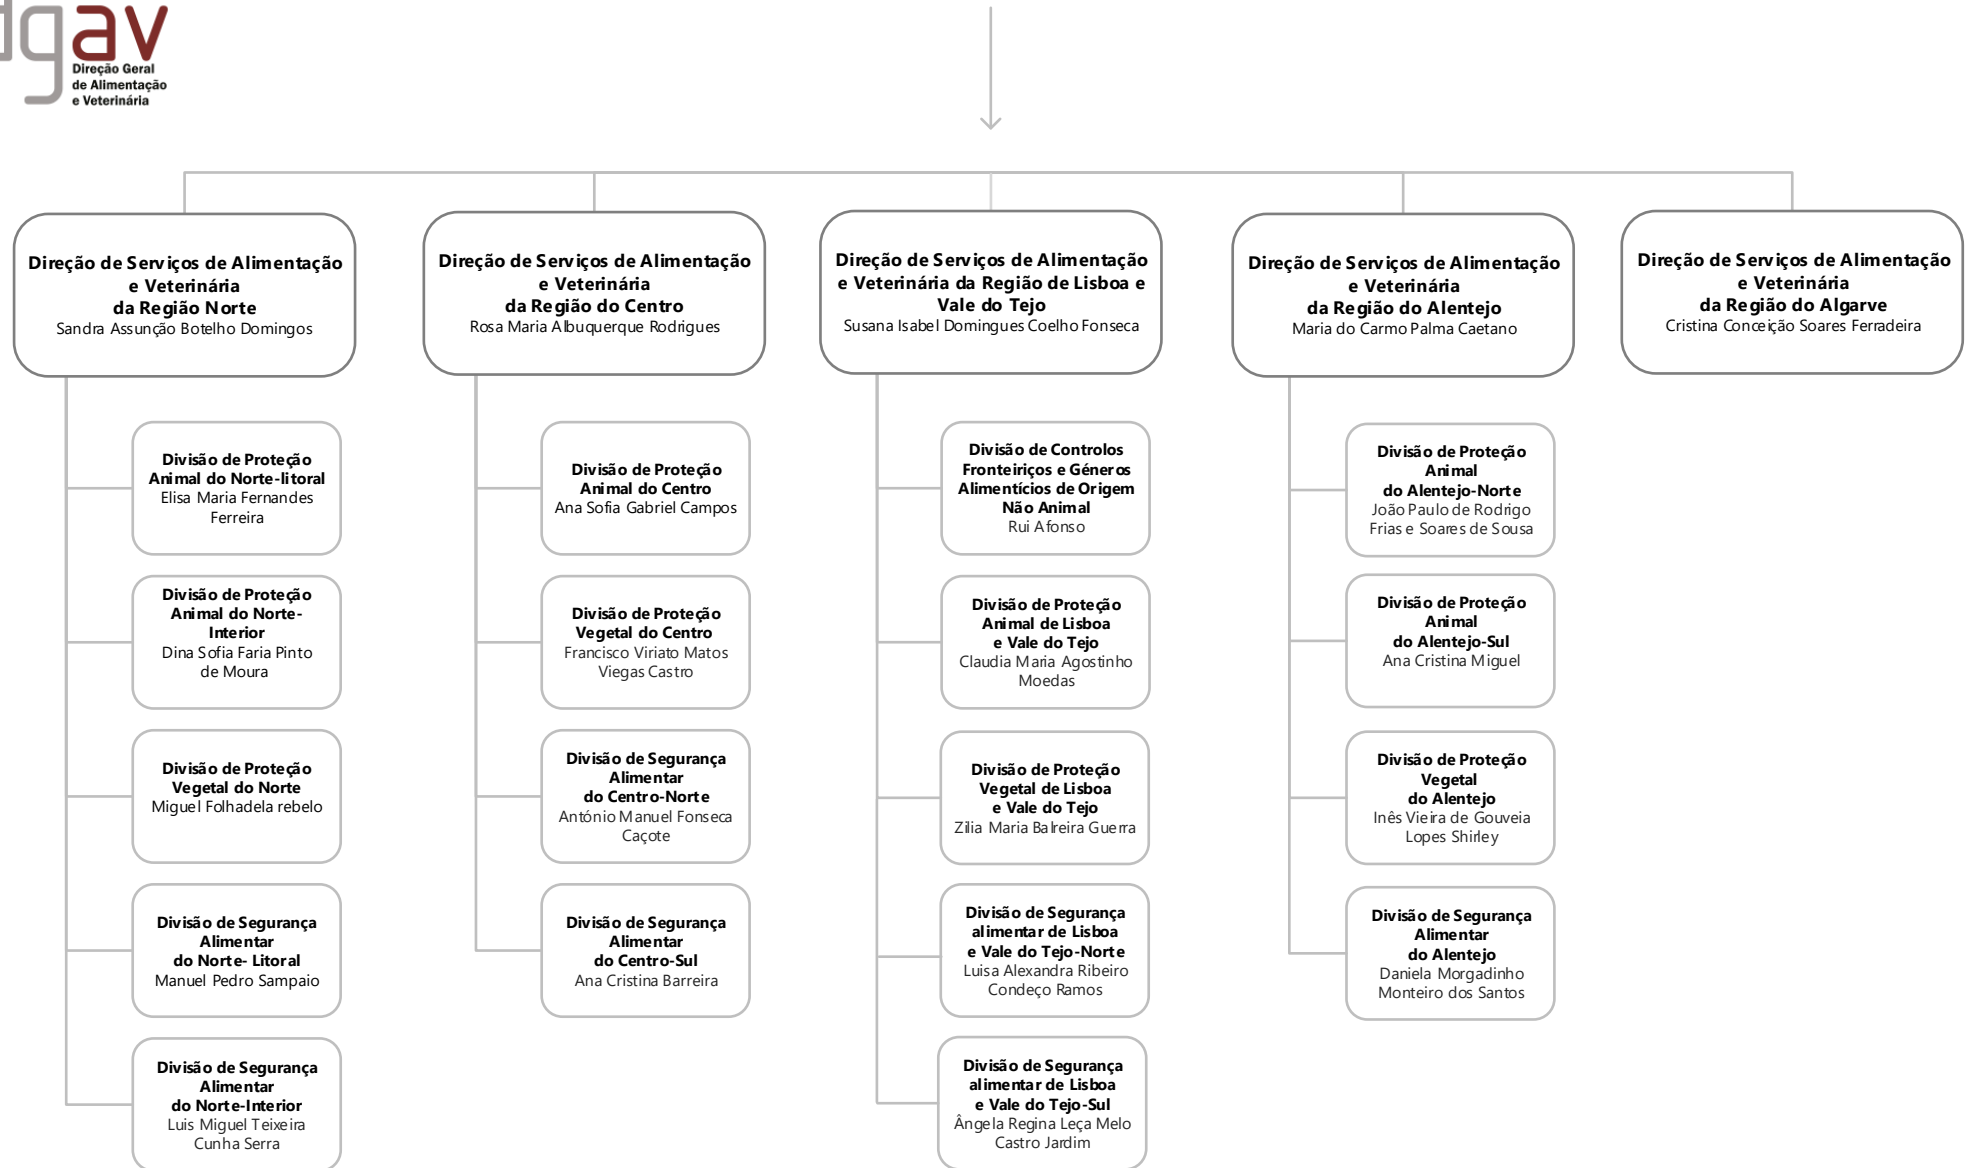 dgav
Direção Geral
de Alimentação
e Veterinária
Direção de Serviços de Alimentação
e Veterinária
da Região Norte
Sandra Assunção Botelho Domingos
Divisão de Proteção
Animal do Norte-litoral
Elisa Maria Fernandes
Ferreira
Divisão de Proteção
Animal do Norte-
Interior
Dina Sofia Faria Pinto
de Moura
Divisão de Proteção
Vegetal do Norte
Miguel Folhadela rebelo
Divisão de Segurança
Alimentar
do Norte- Litoral
Manuel Pedro Sampaio
Divisão de Segurança
Alimentar
do Norte-Interior
Luis Miguel Teixeira
Cunha Serra
Direção de Serviços de Alimentação
e Veterinária
da Região do Centro
Rosa Maria Albuquerque Rodrigues
Divisão de Proteção
Animal do Centro
Ana Sofia Gabriel Campos
Divisão de Proteção
Vegetal do Centro
Francisco Viriato Matos
Viegas Castro
Divisão de Segurança
Alimentar
do Centro-Norte
António Manuel Fonseca
Caçote
Divisão de Segurança
Alimentar
do Centro-Sul
Ana Cristina Barreira
Direção de Serviços de Alimentação
e Veterinária da Região de Lisboa e
Vale do Tejo
Susana Isabel Domingues Coelho Fonseca
Divisão de Controlos
Fronteiriços e Géneros
Alimentícios de Origem
Não Animal
Rui Afonso
Divisão de Proteção
Animal de Lisboa
e Vale do Tejo
Claudia Maria Agostinho
Moedas
Divisão de Proteção
Vegetal de Lisboa
e Vale do Tejo
Zilia Maria Balreira Guerra
Divisão de Segurança
alimentar de Lisboa
e Vale do Tejo-Norte
Luisa Alexandra Ribeiro
Condeço Ramos
Divisão de Segurança
alimentar de Lisboa
e Vale do Tejo-Sul
Ângela Regina Leça Melo
Castro Jardim
Direção de Serviços de Alimentação
e Veterinária
da Região do Alentejo
Maria do Carmo Palma Caetano
Divisão de Proteção
Animal
do Alentejo-Norte
João Paulo de Rodrigo
Frias e Soares de Sousa
Divisão de Proteção
Animal
do Alentejo-Sul
Ana Cristina Miguel
Divisão de Proteção
Vegetal
do Alentejo
Inês Vieira de Gouveia
Lopes Shirley
Divisão de Segurança
Alimentar
do Alentejo
Daniela Morgadinho
Monteiro dos Santos
Direção de Serviços de Alimentação
e Veterinária
da Região do Algarve
Cristina Conceição Soares Ferradeira